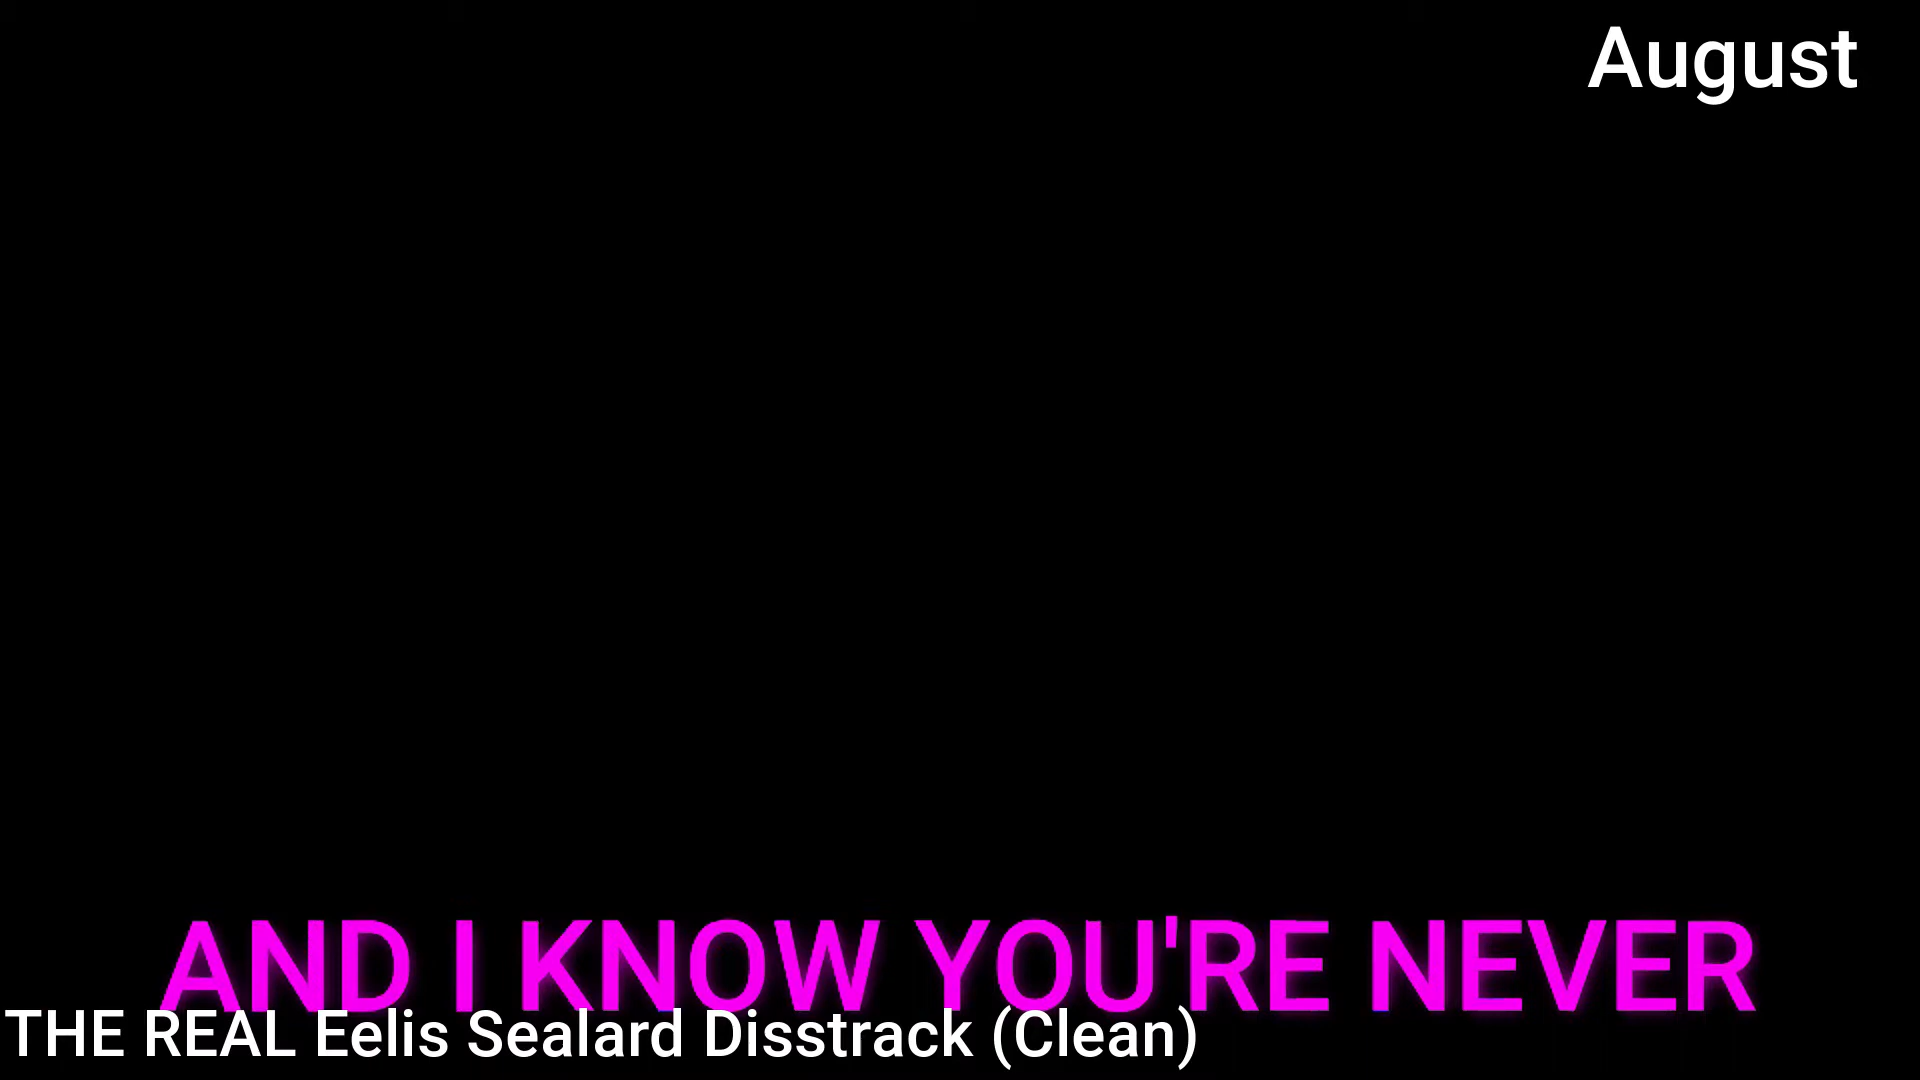 August
AND I KNOW YOU'RE NEVER
THE REAL Eelis Sealard Disstrack (Clean)